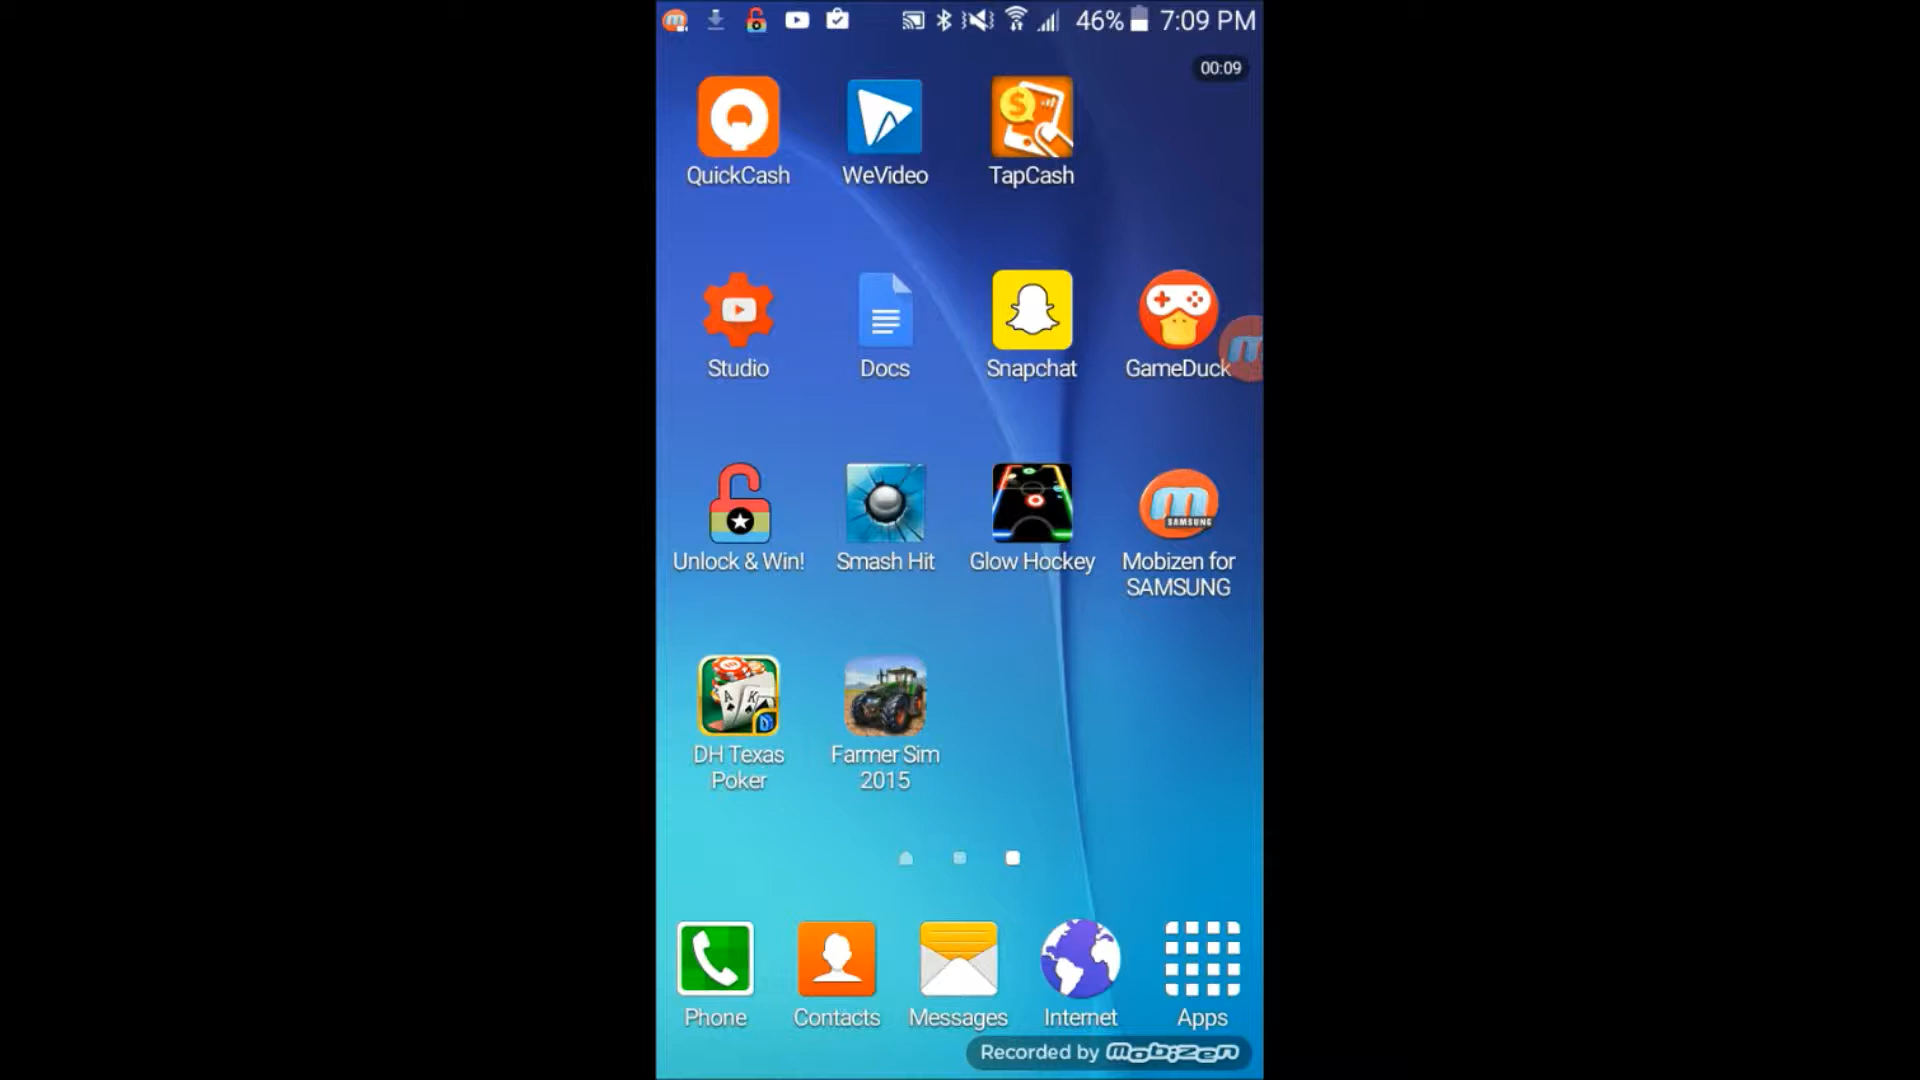 46% 7:09 PM
00:09
QuickCash WeVideo TapCash
Studio Docs Snapchat GameDuck
Unlock & Win! Smash Hit Glow Hockey Mobizen for
SAMSUNG
SAMSUNG
DH Texas
Poker
Farmer Sim
2015
Phone Contacts Messages Internet Apps
Recorded by mobizen